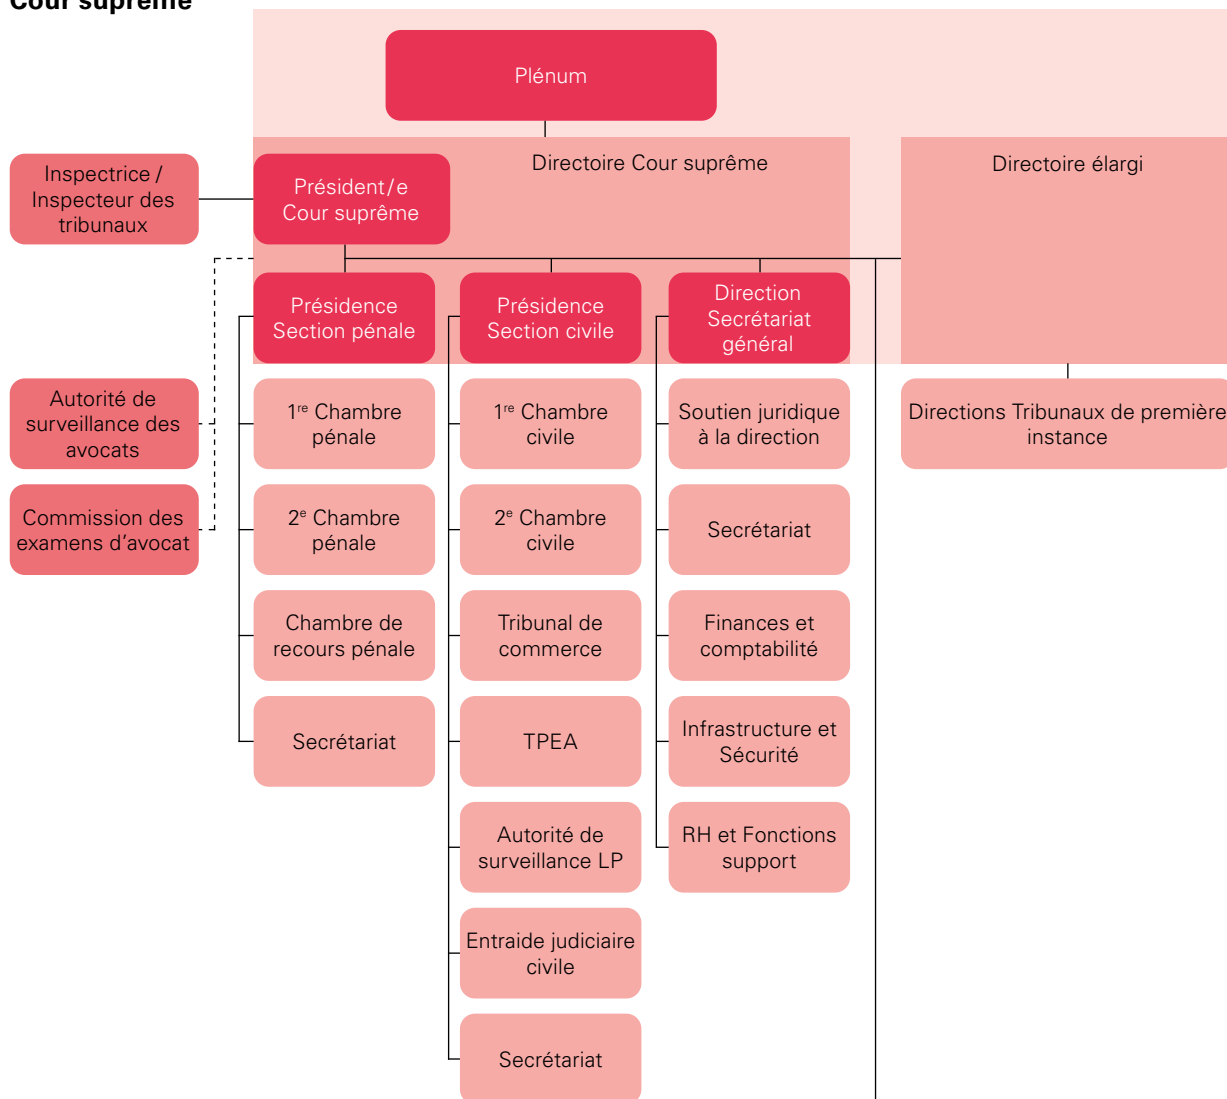 Cour suprême
Plénum
Directoire Cour suprême
Directoire élargi
Inspectrice /
Inspecteur des
tribunaux
Président/e
Cour suprême
Présidence
Section pénale
Présidence
Section civile
Direction
Secrétariat
général
Autorité de
surveillance des
avocats
1re Chambre
pénale
1re Chambre
civile
Soutien juridique
à la direction
Directions Tribunaux de première
instance
Commission des
examens d’avocat
2e Chambre
pénale
2e Chambre
civile
Secrétariat
Chambre de
recours pénale
Tribunal de
commerce
Finances et
comptabilité
Secrétariat
TPEA
Infrastructure et
Sécurité
Autorité de
surveillance LP
RH et Fonctions
support
Entraide judiciaire
civile
Secrétariat